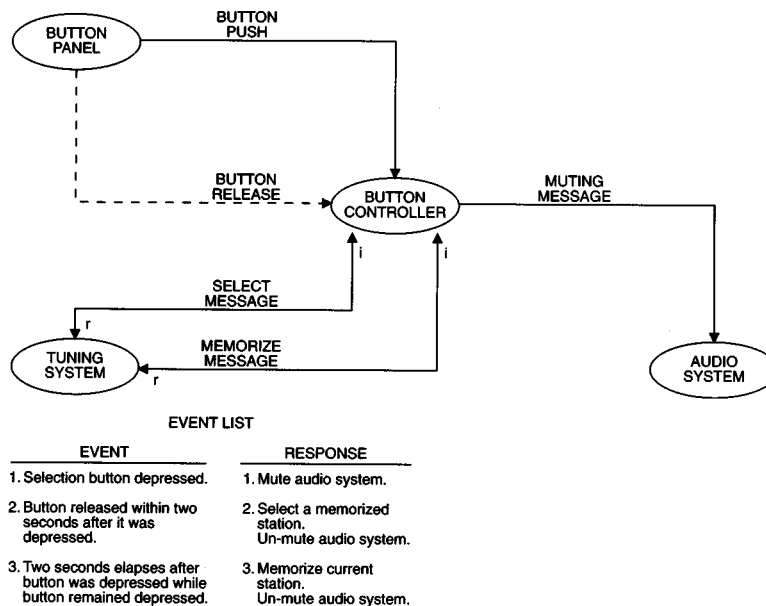 BUTTON
PUSH
BUTTON
PANEL
BUTTON
RELEASE
BUTTON
CONTROLLER
MUTING
MESSAGE
i
i
SELECT
MESSAGE
r
TUNING
SYSTEM
MEMORIZE
MESSAGE
r
AUDIO
SYSTEM
EVENT LIST
EVENT
1. Selection button depressed.
2. Button released within two
seconds after it was
depressed.
3. Two seconds elapses after
button was depressed while
button remained depressed.
RESPONSE
1. Mute audio system.
2. Select a memorized
station.
Un-mute audio system.
3. Memorize current
station.
Un-mute audio system.